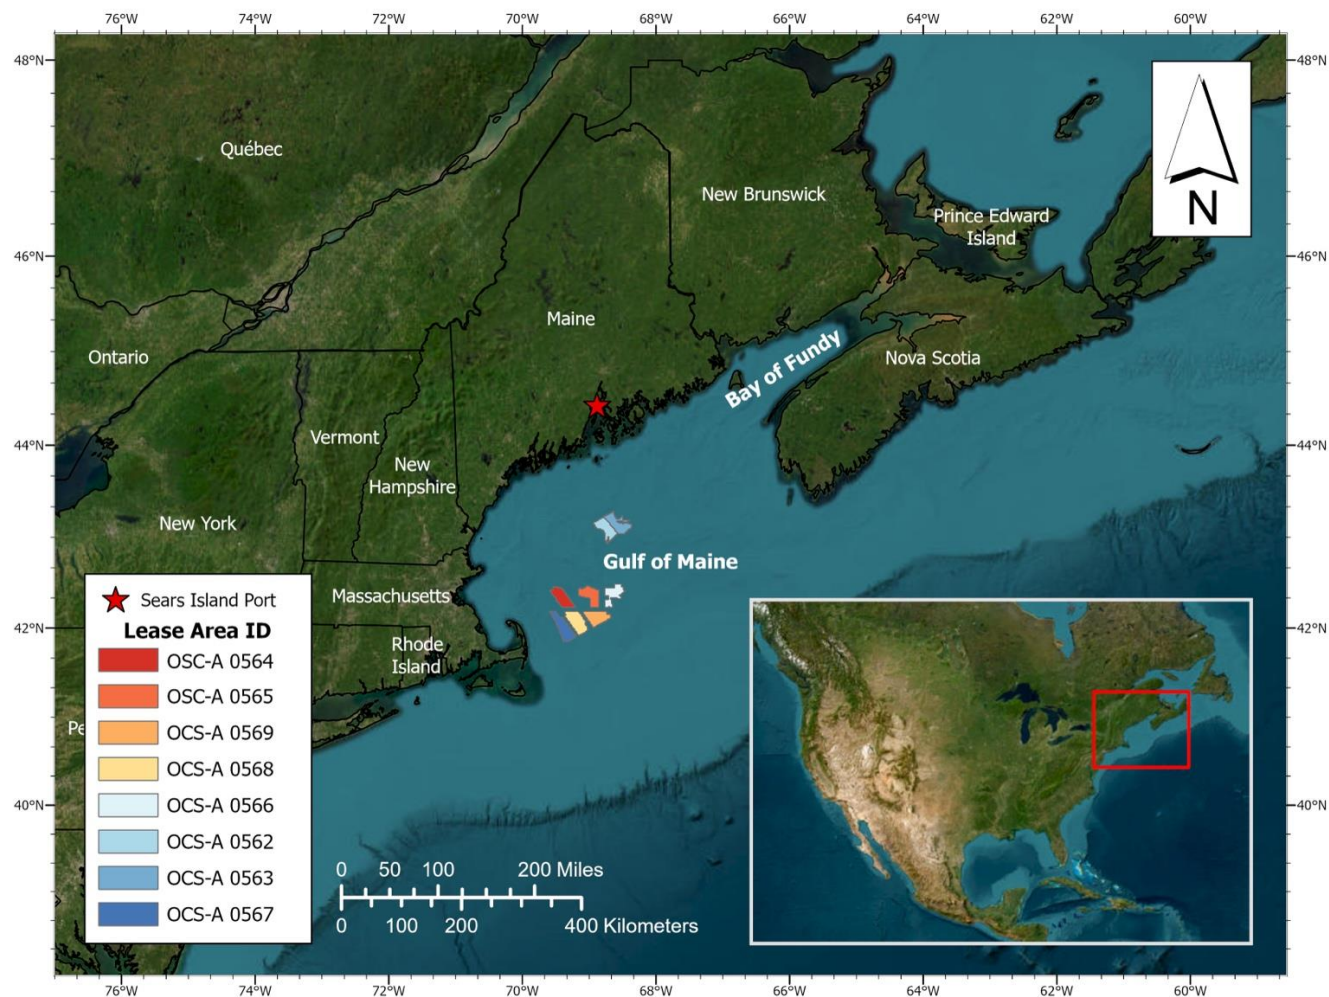 76°W 74°W 72°W 70°W 68°W 66°W 64°W 62°W 60°W
48°N 48°N
Québec
New Brunswick
Prince Edward
Island
N
46°N 46°N
Maine
Ontario
Bay of Fundy
Nova Scotia
44°N 44°N
Vermont
New
Hampshire
New York
Gulf of Maine
Massachusetts
42°N 42°N
Rhode
Island
Pe
40°N 40°N
Sears Island Port
Lease Area ID
OSC-A 0564
OSC-A 0565
OCS-A 0569
OCS-A 0568
OCS-A 0566
OCS-A 0562
OCS-A 0563
OCS-A 0567
0 50 100 200 Miles
0 100 200 400 Kilometers
76°W 74°W 72°W 70°W 68°W 66°W 64°W 62°W 60°W